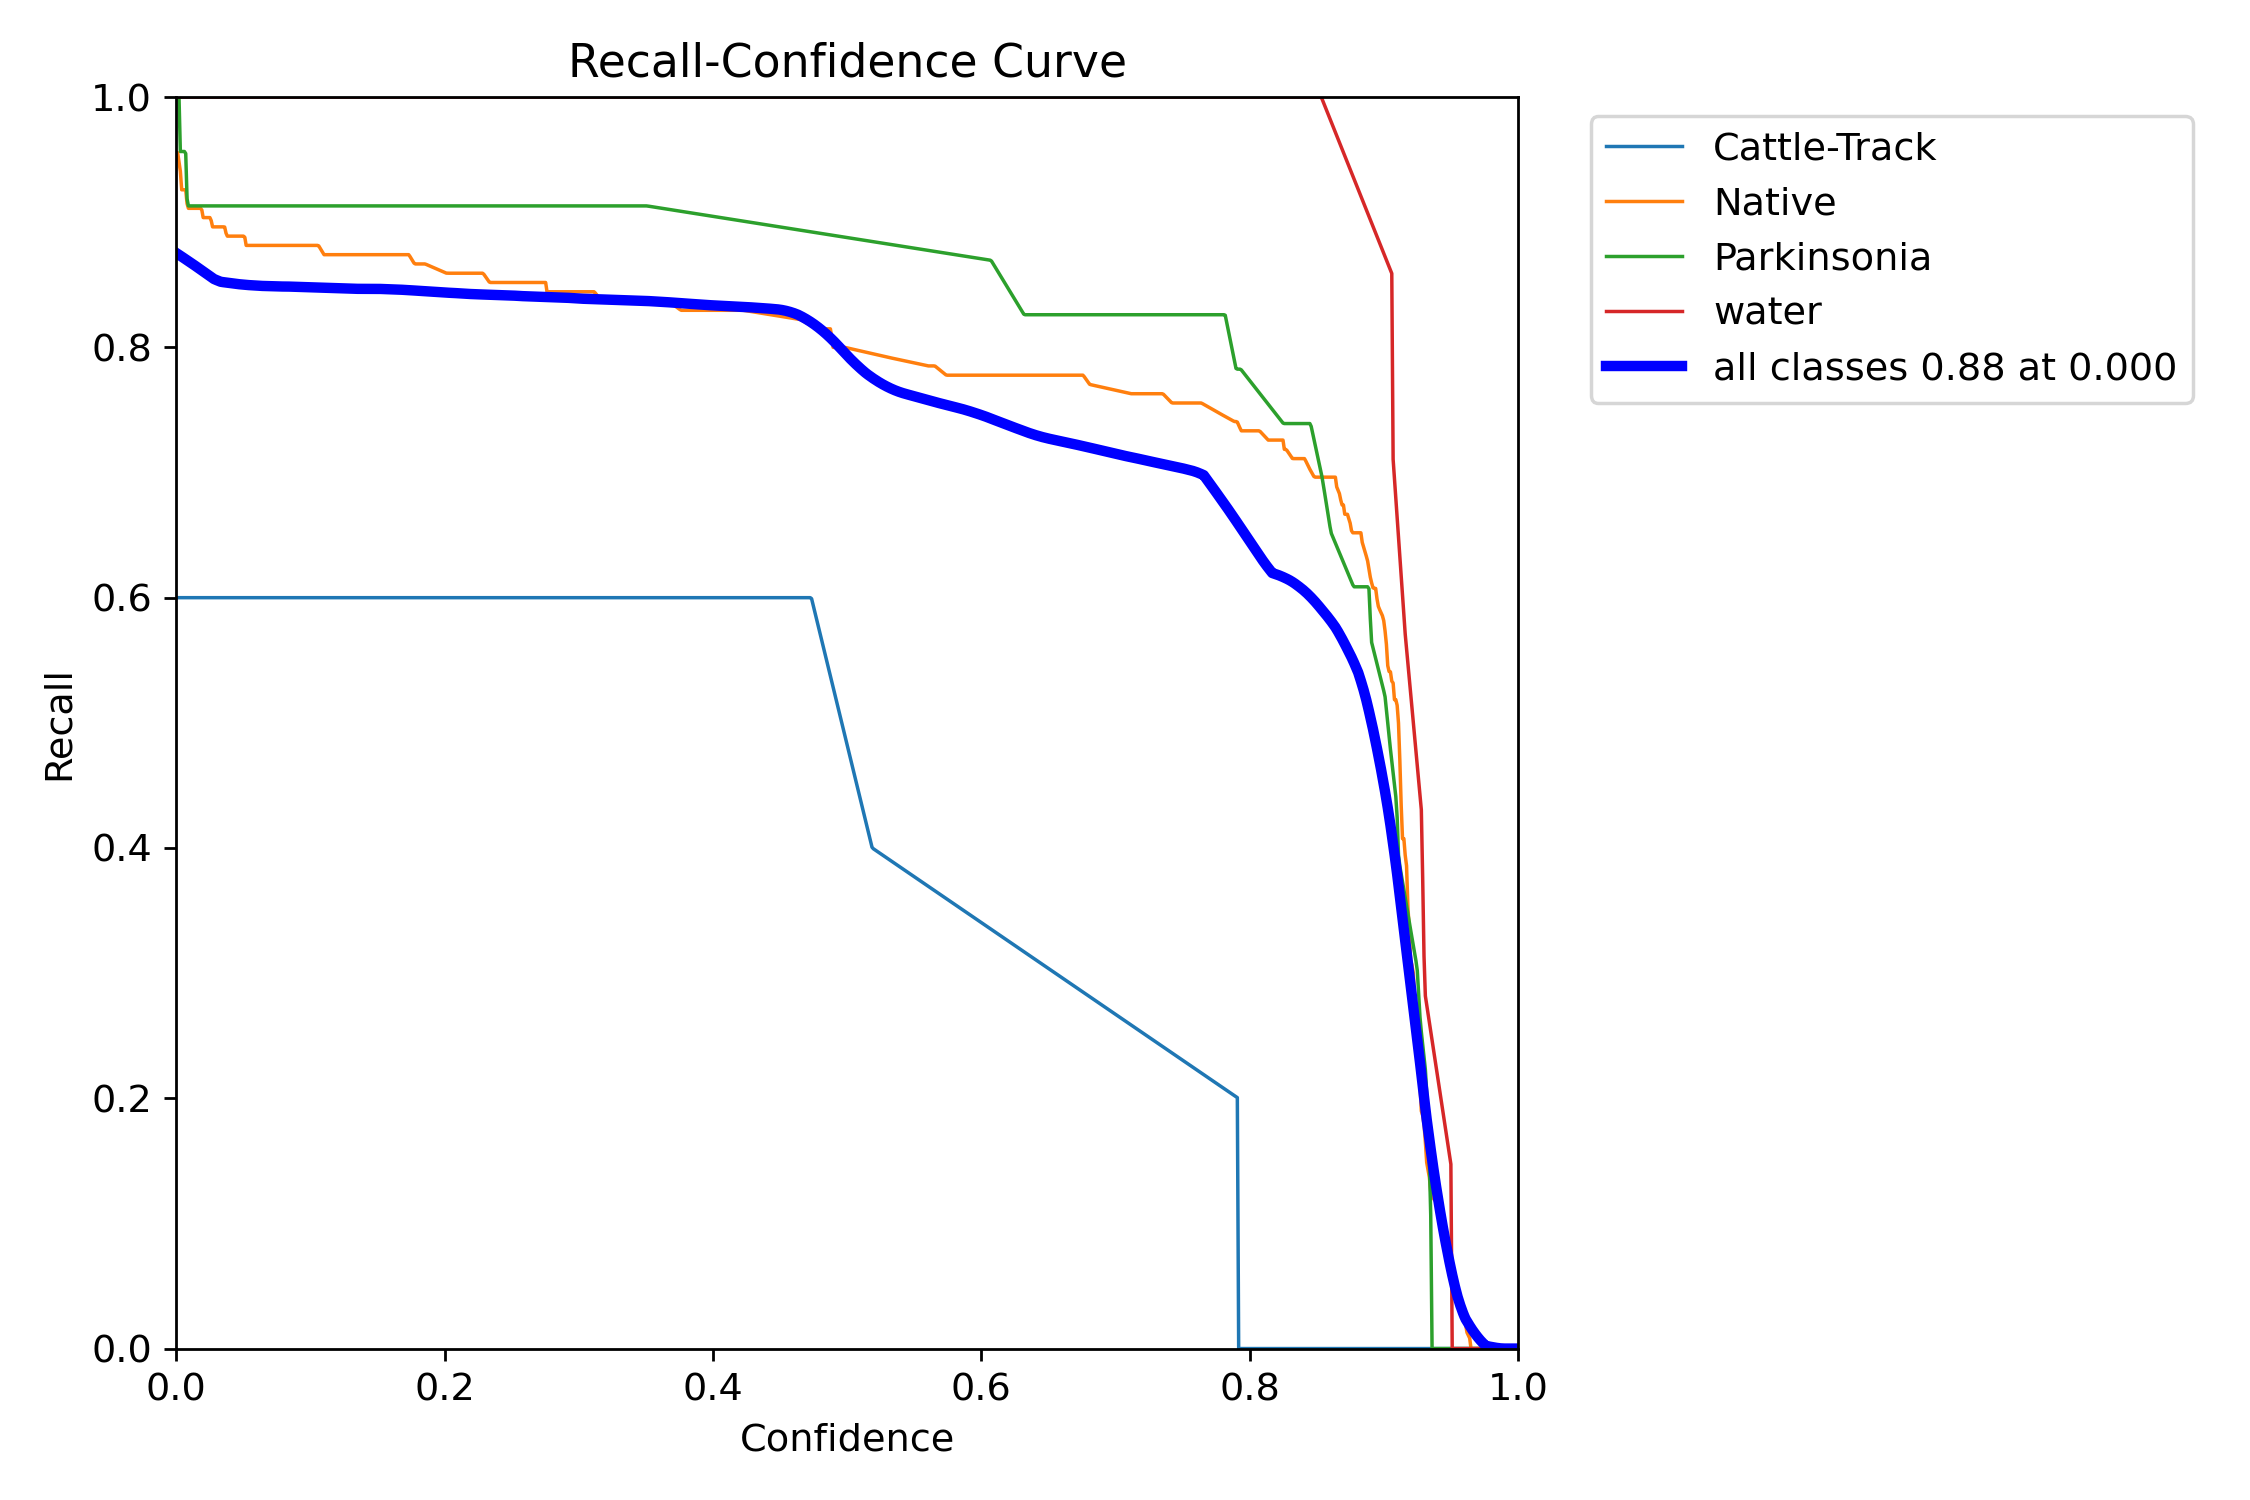 Recall-Confidence Curve
1.0
0.8
0.6
0.4
0.2
0.0
Recall
0.0 0.2 0.4 0.6 0.8 1.0
Confidence
Cattle-Track
Native
Parkinsonia
water
all classes 0.88 at 0.000